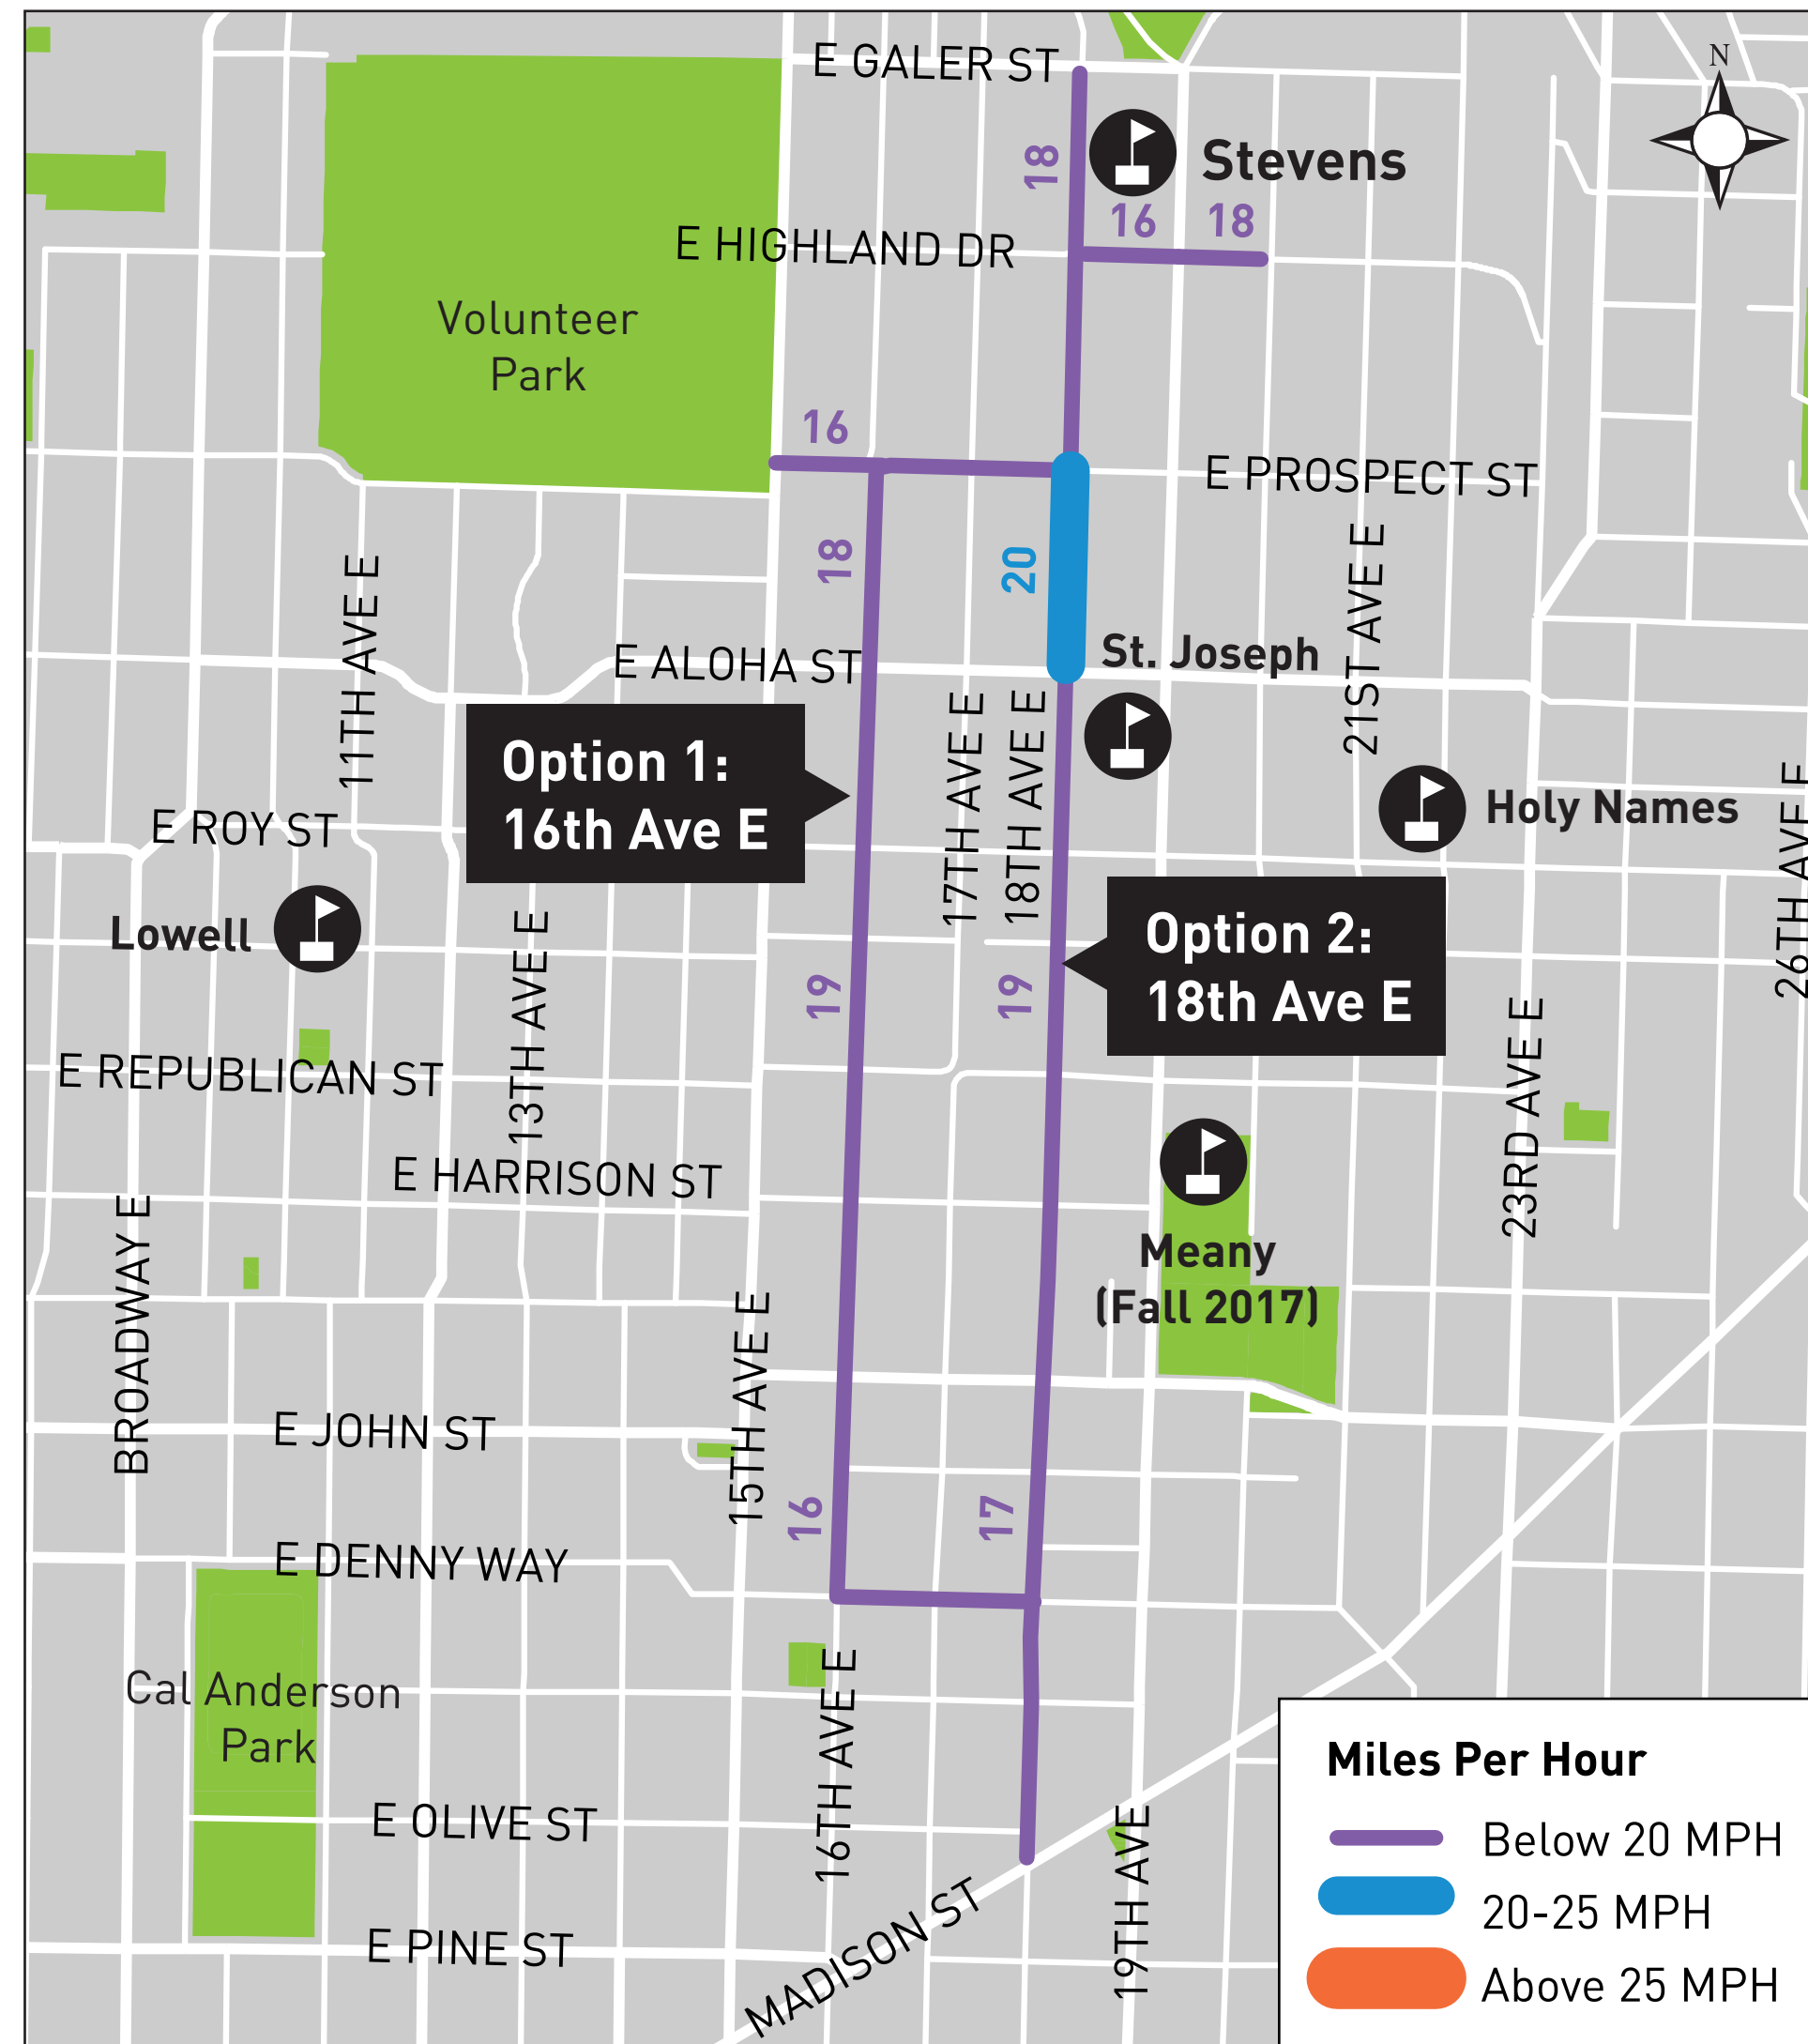 E GALER ST
N
18
Stevens
16
18
E HIGHLAND DR
Volunteer
Park
16
E PROSPECT ST
18
20
11TH AVE E
21ST AVE E
E ALOHA ST
St. Joseph
17TH AVE E
18TH AVE E
Option 1:
16th Ave E
Holy Names
26TH AVE E
E ROY ST
Lowell
13TH AVE E
Option 2:
18th Ave E
19
19
23RD AVE E
E REPUBLICAN ST
E HARRISON ST
Meany
(Fall 2017)
BROADWAY E
15TH AVE E
E JOHN ST
16
17
E DENNY WAY
Cal Anderson
Park
16TH AVE E
E OLIVE ST
19TH AVE
E PINE ST
MADISON ST
Miles Per Hour
Below 20 MPH
20-25 MPH
Above 25 MPH